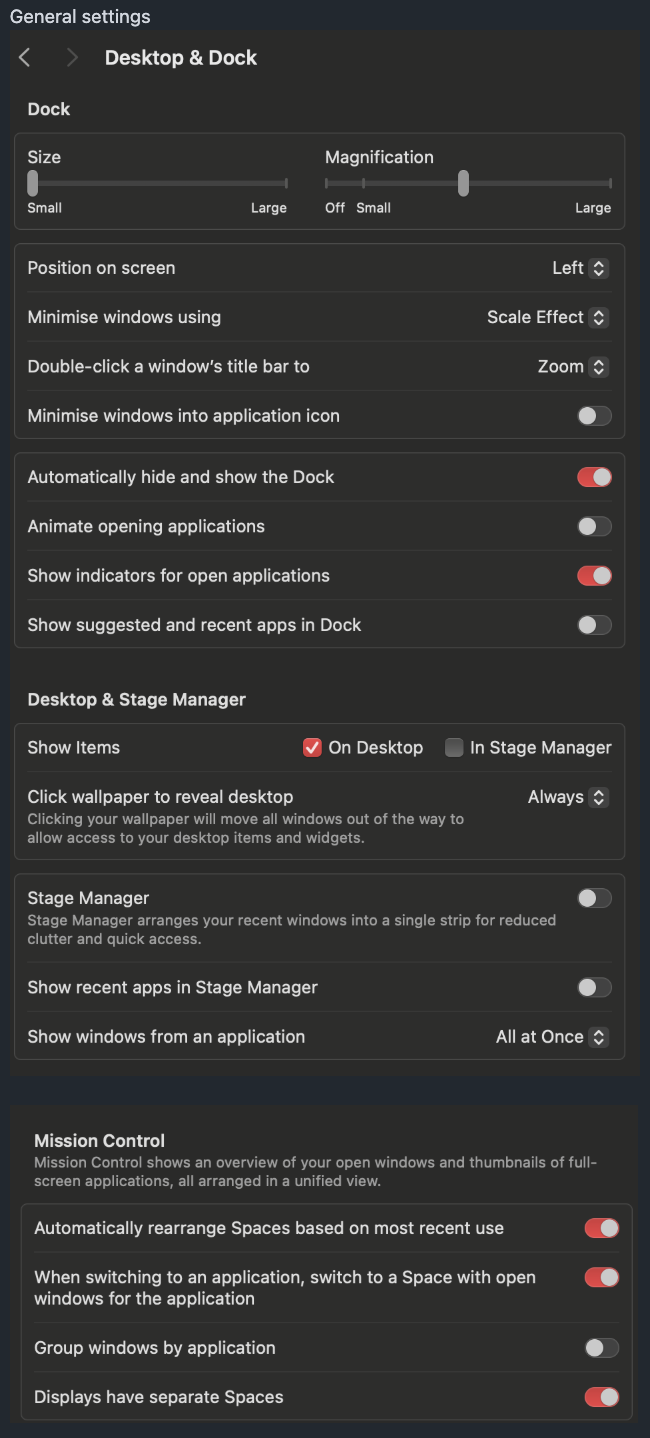 General settings
Desktop & Dock
Dock
Size Magnification
Small Large Off Small Large
Position on screen Left
Minimise windows using Scale Effect
Double-click a window’s title bar to Zoom
Minimise windows into application icon
Automatically hide and show the Dock
Animate opening applications
Show indicators for open applications
Show suggested and recent apps in Dock
Desktop & Stage Manager
Show Items On Desktop In Stage Manager
Click wallpaper to reveal desktop Always
Clicking your wallpaper will move all windows out of the way to
allow access to your desktop items and widgets.
Stage Manager
Stage Manager arranges your recent windows into a single strip for reduced
clutter and quick access.
Show recent apps in Stage Manager
Show windows from an application All at Once
Mission Control
Mission Control shows an overview of your open windows and thumbnails of full-
screen applications, all arranged in a unified view.
Automatically rearrange Spaces based on most recent use
When switching to an application, switch to a Space with open
windows for the application
Group windows by application
Displays have separate Spaces